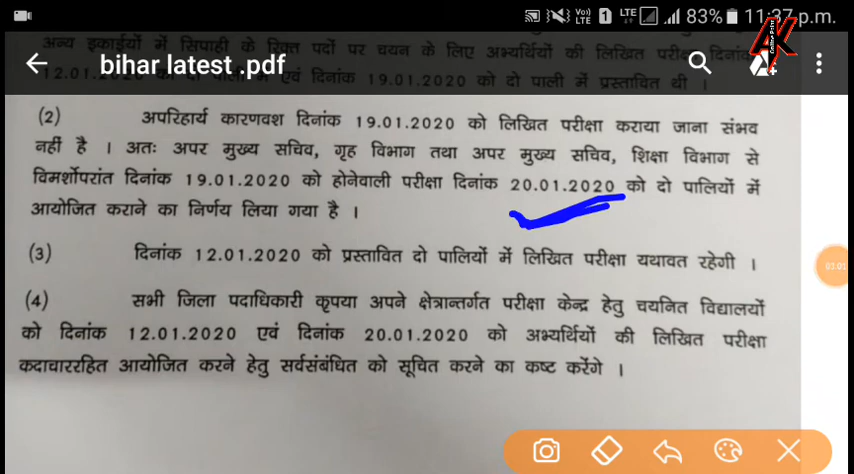 LTE 1 LTE 83% 11:37 p.m.
अन्य इकाईयों में सिपाही के रिक्त पदों पर चयन के लिए अभ्यर्थियों की लिखित परीक्षा दिनांक
bihar latest .pdf
12.01.2020 को दो पाली में एवं दिनांक 19.01.2020 को दो पाली में प्रस्तावित थी ।
(2) अपरिहार्य कारणवश दिनांक 19.01.2020 को लिखित परीक्षा कराया जाना संभव
नहीं है । अतः अपर मुख्य सचिव, गृह विभाग तथा अपर मुख्य सचिव, शिक्षा विभाग से
विमर्शोपरांत दिनांक 19.01.2020 को होनेवाली परीक्षा दिनांक 20.01.2020 को दो पालियों में
आयोजित कराने का निर्णय लिया गया है ।
(3) दिनांक 12.01.2020 को प्रस्तावित दो पालियों में लिखित परीक्षा यथावत रहेगी ।
(4) सभी जिला पदाधिकारी कृपया अपने क्षेत्रान्तर्गत परीक्षा केन्द्र हेतु चयनित विद्यालयों
को दिनांक 12.01.2020 एवं दिनांक 20.01.2020 को अभ्यर्थियों की लिखित परीक्षा
कदाचाररहित आयोजित करने हेतु सर्वसंबंधित को सूचित करने का कष्ट करेंगे ।